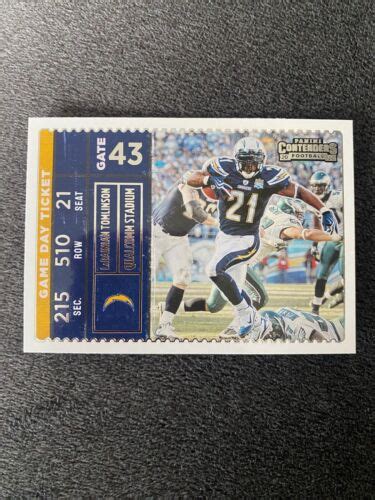 GAME DAY TICKET
215 510 21
SEC. ROW SEAT
LADAINIAN TOMLINSON
QUALCOMM STADIUM
GATE 43
PANINI
CONTENDERS
20 FOOTBALL
21